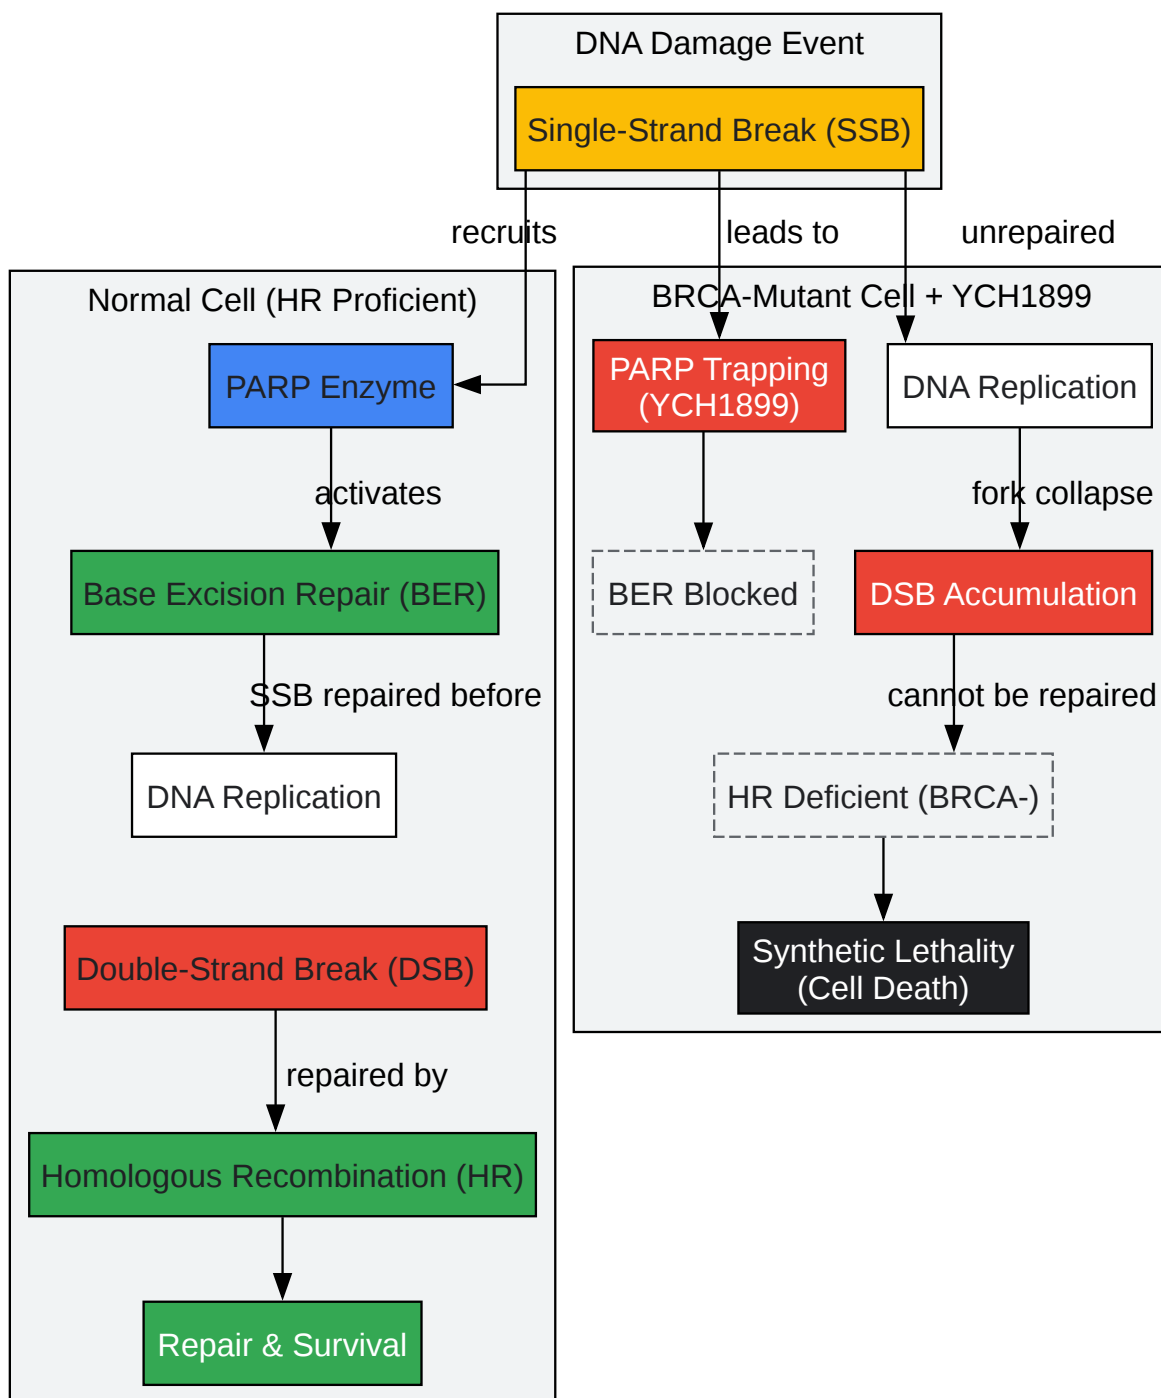 DNA Damage Event
Single-Strand Break (SSB)
recruits
leads to
unrepaired
Normal Cell (HR Proficient)
PARP Enzyme
activates
Base Excision Repair (BER)
SSB repaired before
DNA Replication
Double-Strand Break (DSB)
repaired by
Homologous Recombination (HR)
Repair & Survival
BRCA-Mutant Cell + YCH1899
PARP Trapping
(YCH1899)
DNA Replication
fork collapse
BER Blocked
DSB Accumulation
cannot be repaired
HR Deficient (BRCA-)
Synthetic Lethality
(Cell Death)